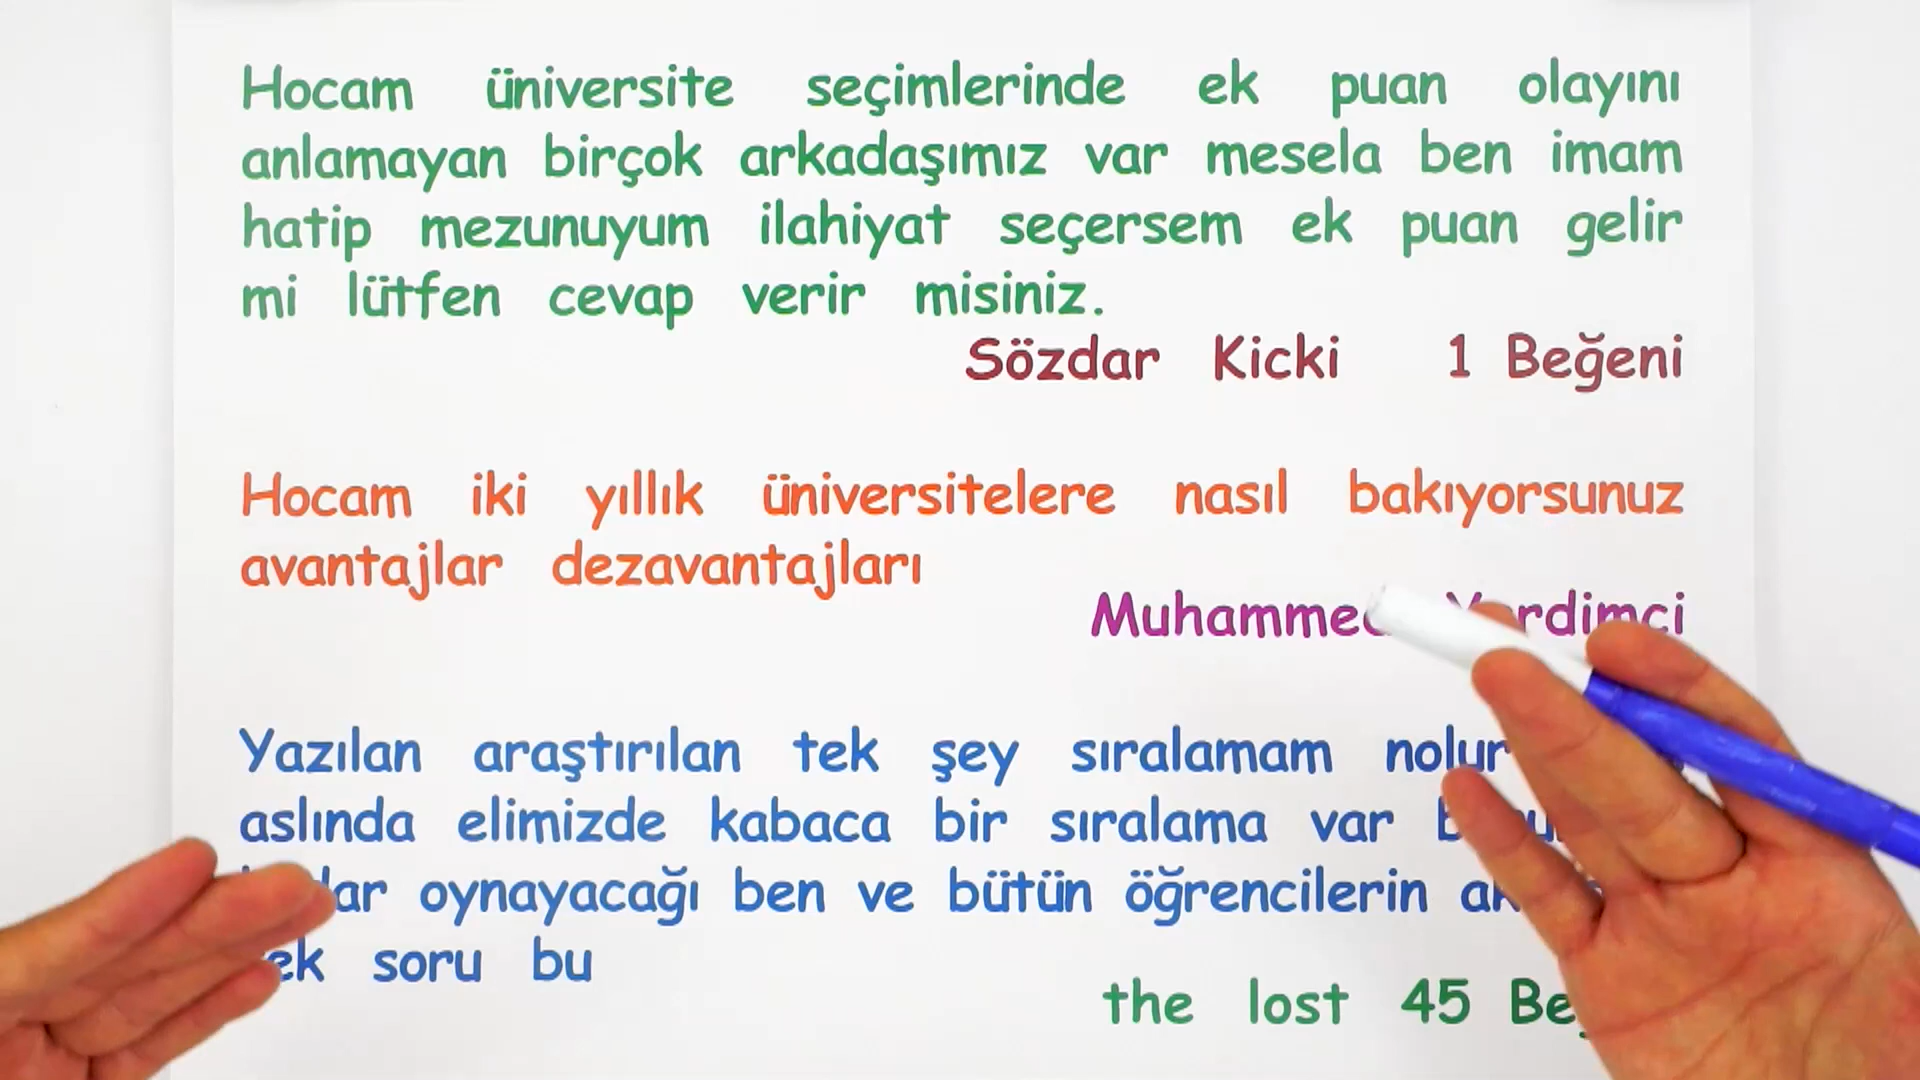 Hocam üniversite seçimlerinde ek puan olayını
anlamayan birçok arkadaşımız var mesela ben imam
hatip mezunuyum ilahiyat seçersem ek puan gelir
mi lütfen cevap verir misiniz.
Sözdar Kicki 1 Beğeni
Hocam iki yıllık üniversitelere nasıl bakıyorsunuz
avantajlar dezavantajları
Muhammed
Yazılan araştırılan tek şey sıralamam nolur
aslında elimizde kabaca bir sıralama var
oynayacağı ben ve bütün öğrencilerin
soru bu
the lost 45